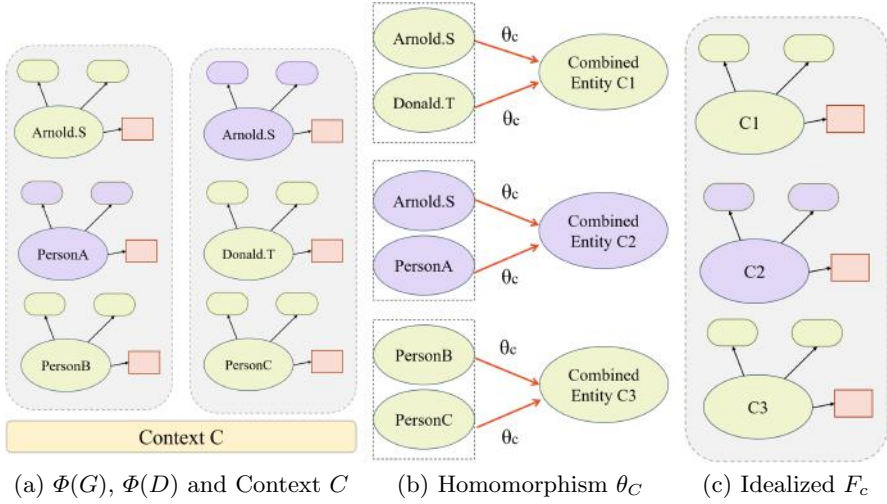 Arnold.S
PersonA
PersonB
Arnold.S
Donald.T
PersonC
Context C
(a) Φ(G), Φ(D) and Context C
Arnold.S
Donald.T
θc
θc
Combined
Entity C1
Arnold.S
PersonA
θc
θc
Combined
Entity C2
PersonB
PersonC
θc
θc
Combined
Entity C3
(b) Homomorphism θC
C1
C2
C3
(c) Idealized Fc